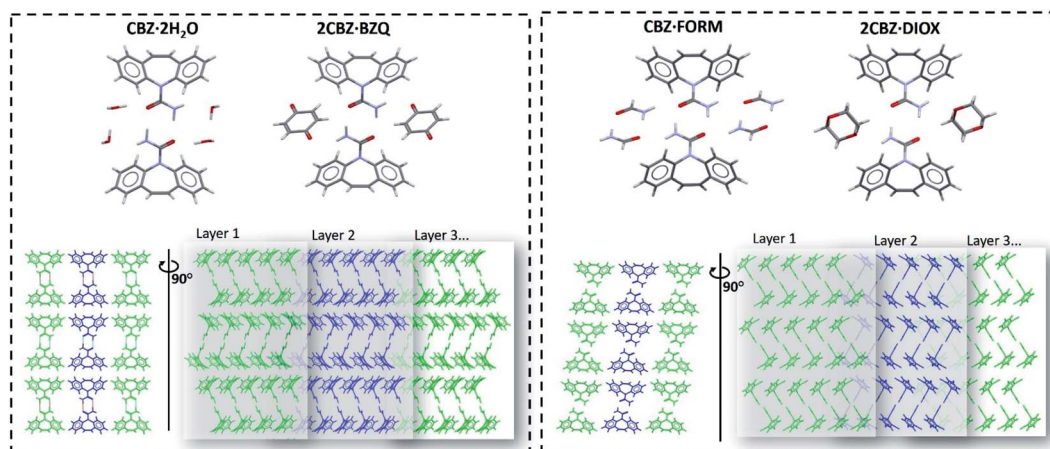 CBZ·2H₂O 2CBZ·BZQ
Layer 1 Layer 2 Layer 3...
90°
CBZ·FORM 2CBZ·DIOX
Layer 1 Layer 2 Layer 3...
90°